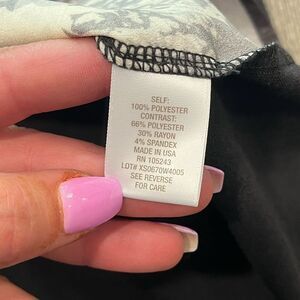 SELF:
100% POLYESTER
CONTRAST:
66% POLYESTER
30% RAYON
4% SPANDEX
MADE IN USA
RN 105243
LOT# XS0670W4005
SEE REVERSE
FOR CARE